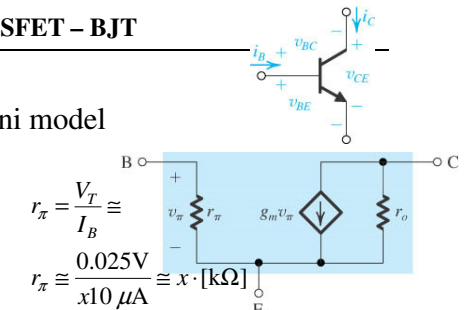 SFET – BJT
i_C
v_BC
i_B
v_CE
v_BE
ni model
B
C
r_π = V_T / I_B ≅
v_π
r_π
g_m v_π
r_o
r_π ≅ 0.025V / x10 μA ≅ x·[kΩ]
E